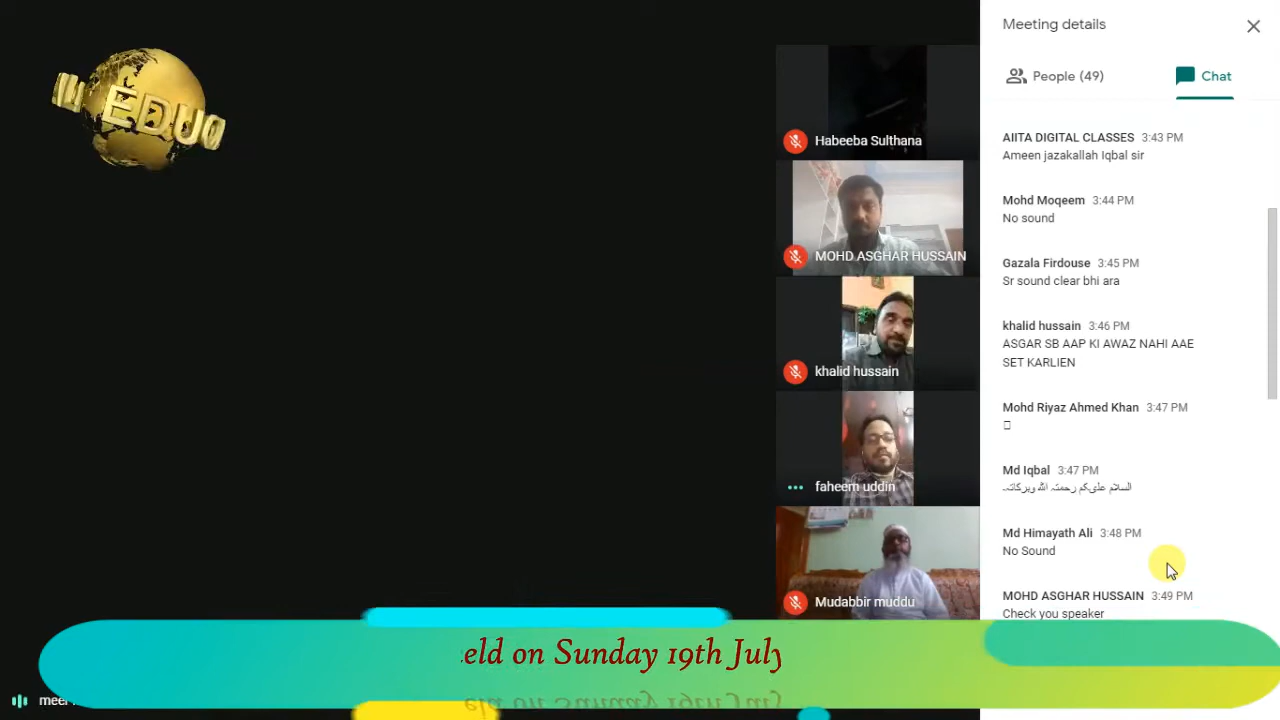 EDUC
Habeeba Sulthana
MOHD ASGHAR HUSSAIN
khalid hussain
faheem uddin
Mudabbir muddu
Meeting details
People (49)
Chat
AIITA DIGITAL CLASSES 3:43 PM
Ameen jazakallah Iqbal sir
Mohd Moqeem 3:44 PM
No sound
Gazala Firdouse 3:45 PM
Sr sound clear bhi ara
khalid hussain 3:46 PM
ASGAR SB AAP KI AWAZ NAHI AAE
SET KARLIEN
Mohd Riyaz Ahmed Khan 3:47 PM
Md Iqbal 3:47 PM
السلام علیکم رحمتہ اللہ وبرکاتہ
Md Himayath Ali 3:48 PM
No Sound
MOHD ASGHAR HUSSAIN 3:49 PM
Check you speaker
eld on Sunday 19th July